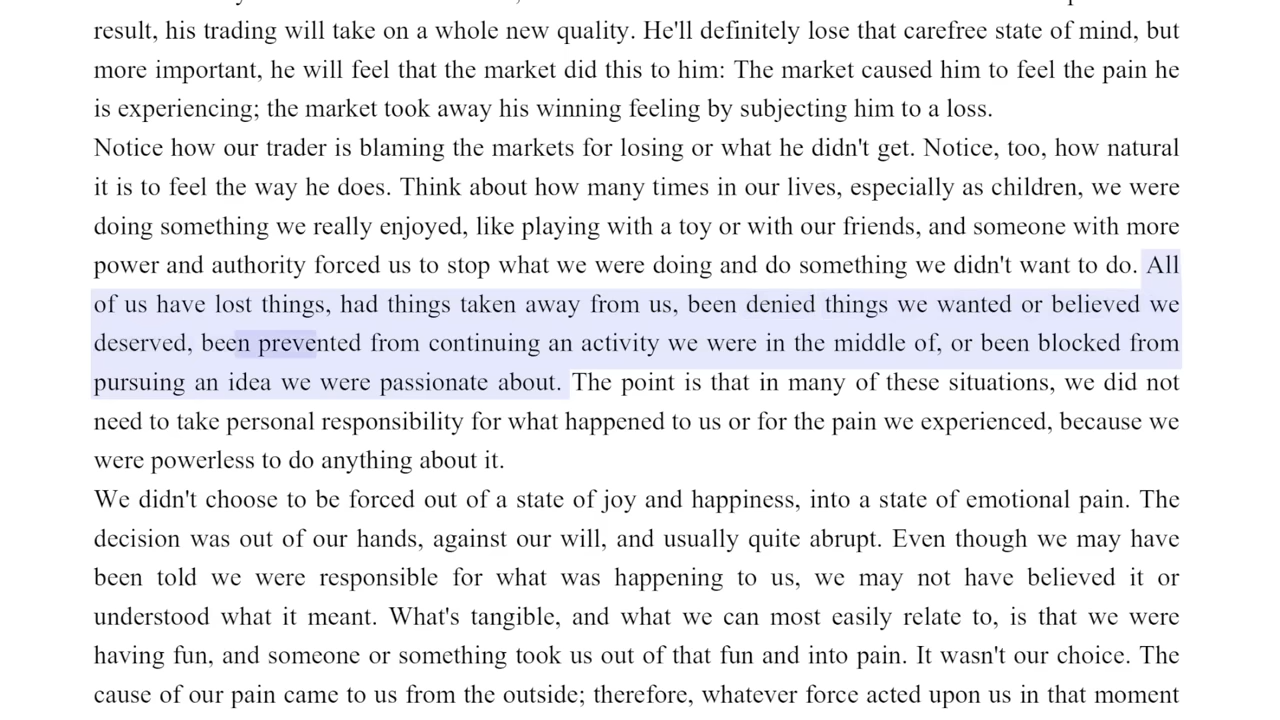 result, his trading will take on a whole new quality. He'll definitely lose that carefree state of mind, but
more important, he will feel that the market did this to him: The market caused him to feel the pain he
is experiencing; the market took away his winning feeling by subjecting him to a loss.
Notice how our trader is blaming the markets for losing or what he didn't get. Notice, too, how natural
it is to feel the way he does. Think about how many times in our lives, especially as children, we were
doing something we really enjoyed, like playing with a toy or with our friends, and someone with more
power and authority forced us to stop what we were doing and do something we didn't want to do. All
of us have lost things, had things taken away from us, been denied things we wanted or believed we
deserved, been prevented from continuing an activity we were in the middle of, or been blocked from
pursuing an idea we were passionate about. The point is that in many of these situations, we did not
need to take personal responsibility for what happened to us or for the pain we experienced, because we
were powerless to do anything about it.
We didn't choose to be forced out of a state of joy and happiness, into a state of emotional pain. The
decision was out of our hands, against our will, and usually quite abrupt. Even though we may have
been told we were responsible for what was happening to us, we may not have believed it or
understood what it meant. What's tangible, and what we can most easily relate to, is that we were
having fun, and someone or something took us out of that fun and into pain. It wasn't our choice. The
cause of our pain came to us from the outside; therefore, whatever force acted upon us in that moment